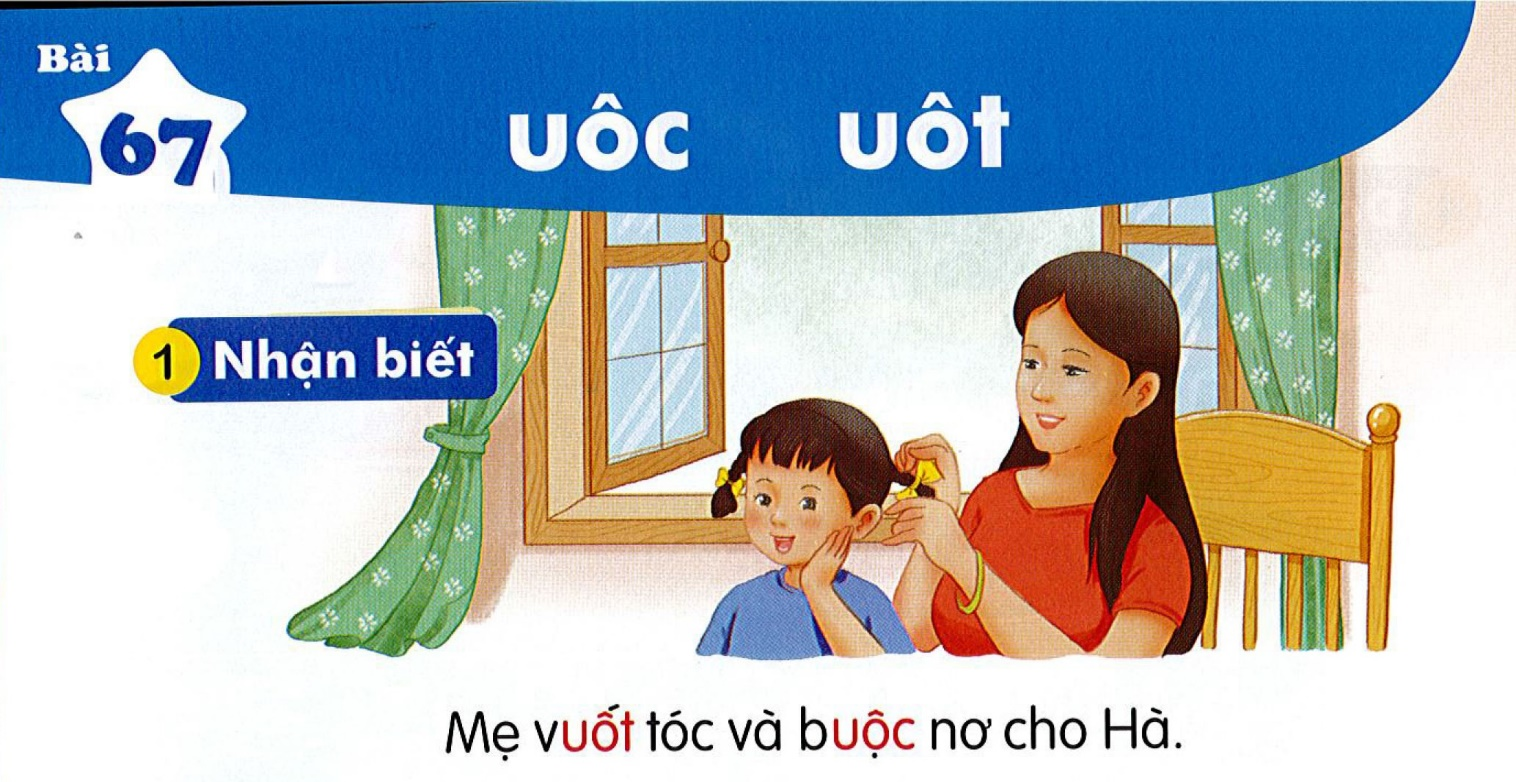 Bài
67
uôc uôt
1 Nhận biết
Mẹ vuốt tóc và buộc nơ cho Hà.